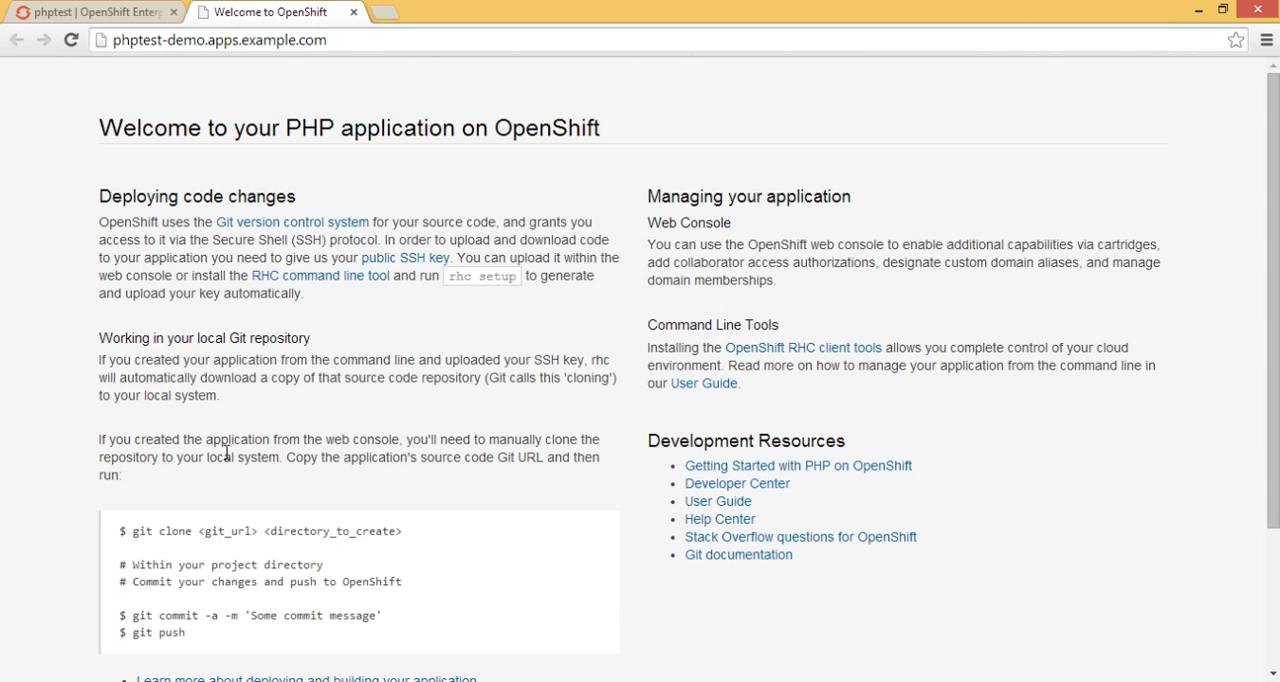 phptest | OpenShift Enterp
Welcome to OpenShift
phptest-demo.apps.example.com
Welcome to your PHP application on OpenShift
Deploying code changes
OpenShift uses the Git version control system for your source code, and grants you
access to it via the Secure Shell (SSH) protocol. In order to upload and download code
to your application you need to give us your public SSH key. You can upload it within the
web console or install the RHC command line tool and run rhc setup to generate
and upload your key automatically.
Working in your local Git repository
If you created your application from the command line and uploaded your SSH key, rhc
will automatically download a copy of that source code repository (Git calls this 'cloning')
to your local system.
If you created the application from the web console, you'll need to manually clone the
repository to your local system. Copy the application's source code Git URL and then
run:
$ git clone <git_url> <directory_to_create>
# Within your project directory
# Commit your changes and push to OpenShift
$ git commit -a -m 'Some commit message'
$ git push
Learn more about deploying and building your application
Managing your application
Web Console
You can use the OpenShift web console to enable additional capabilities via cartridges,
add collaborator access authorizations, designate custom domain aliases, and manage
domain memberships.
Command Line Tools
Installing the OpenShift RHC client tools allows you complete control of your cloud
environment. Read more on how to manage your application from the command line in
our User Guide.
Development Resources
Getting Started with PHP on OpenShift
Developer Center
User Guide
Help Center
Stack Overflow questions for OpenShift
Git documentation